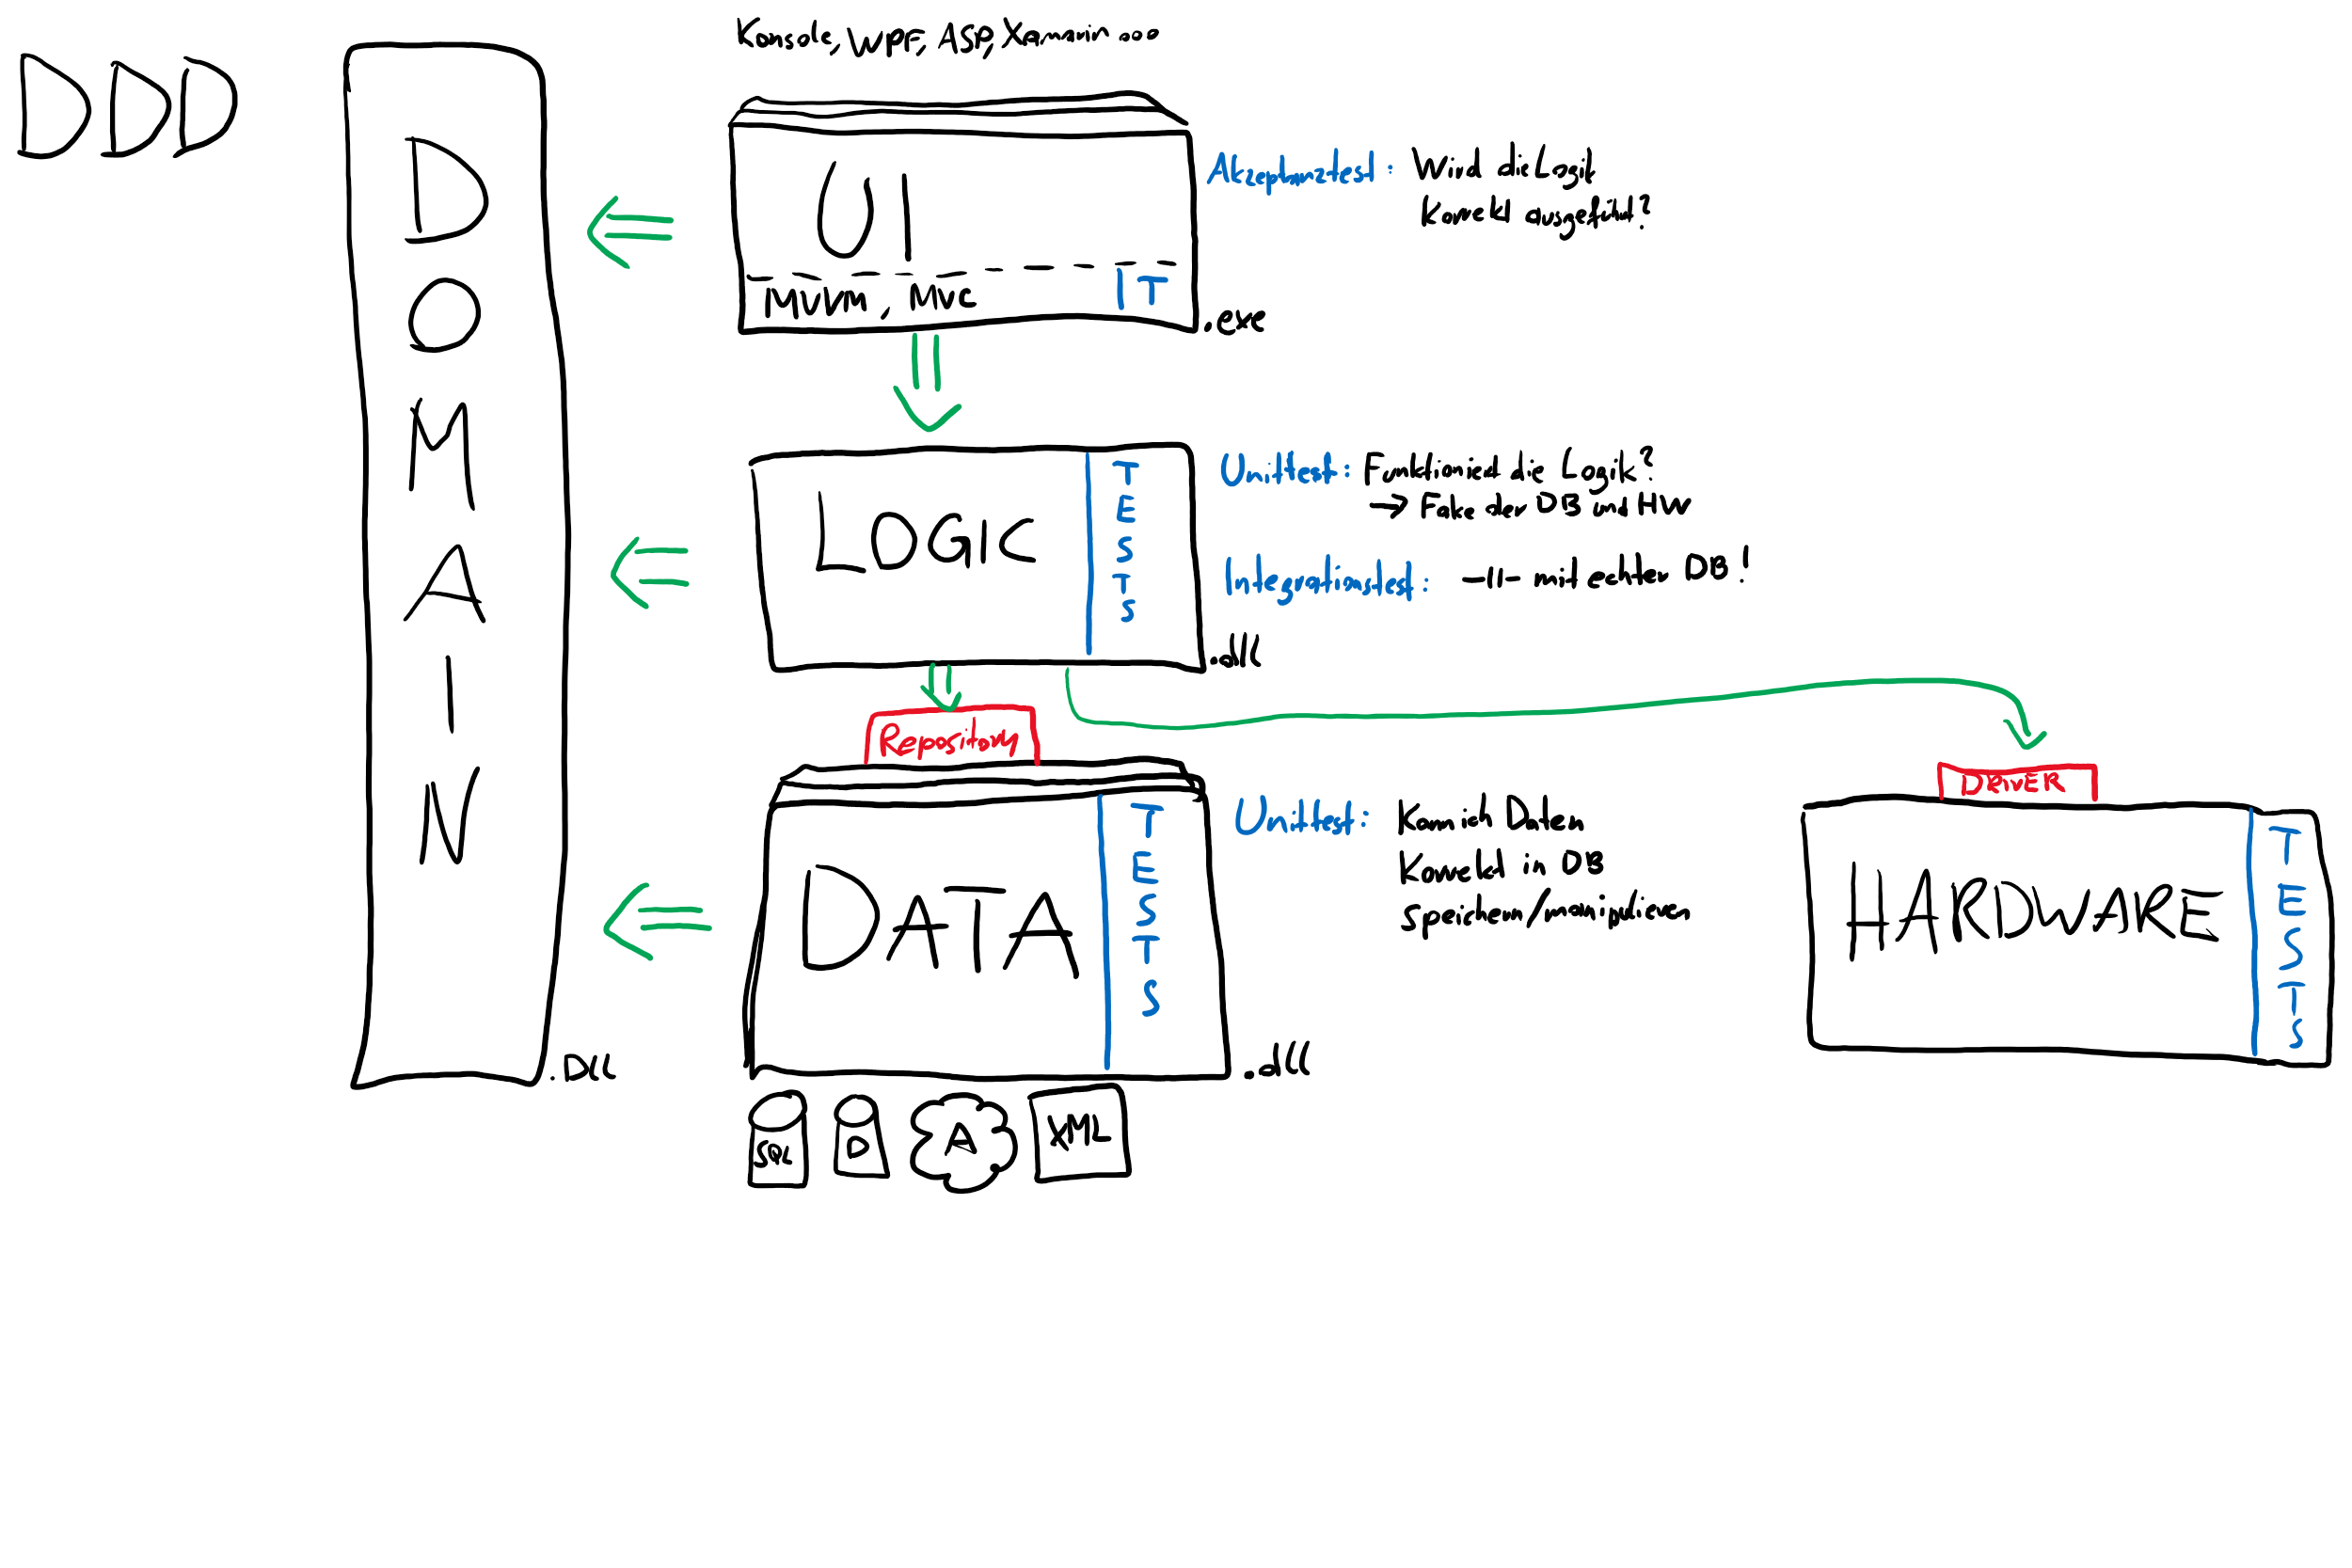 DDD
DOMAIN
.DLL
Konsole, WPF, ASP, Xamarin ...
UI
MVVM, MVC
T
.exe
Akzeptanztest: Wird die Logik
Korrekt ausgeführt?
LOGIC
TESTS
.dll
Unittest: Funktioniert die Logik?
→ Fake der DB und HW
Integrationstest: -||- mit echter DB!
Repository
DATA
TESTS
.dll
Unittest: Kann ich Daten
Korrekt in DB
speichern/manipulieren
DRIVER
HARDWARE
TESTS
SQL
D
A
XML